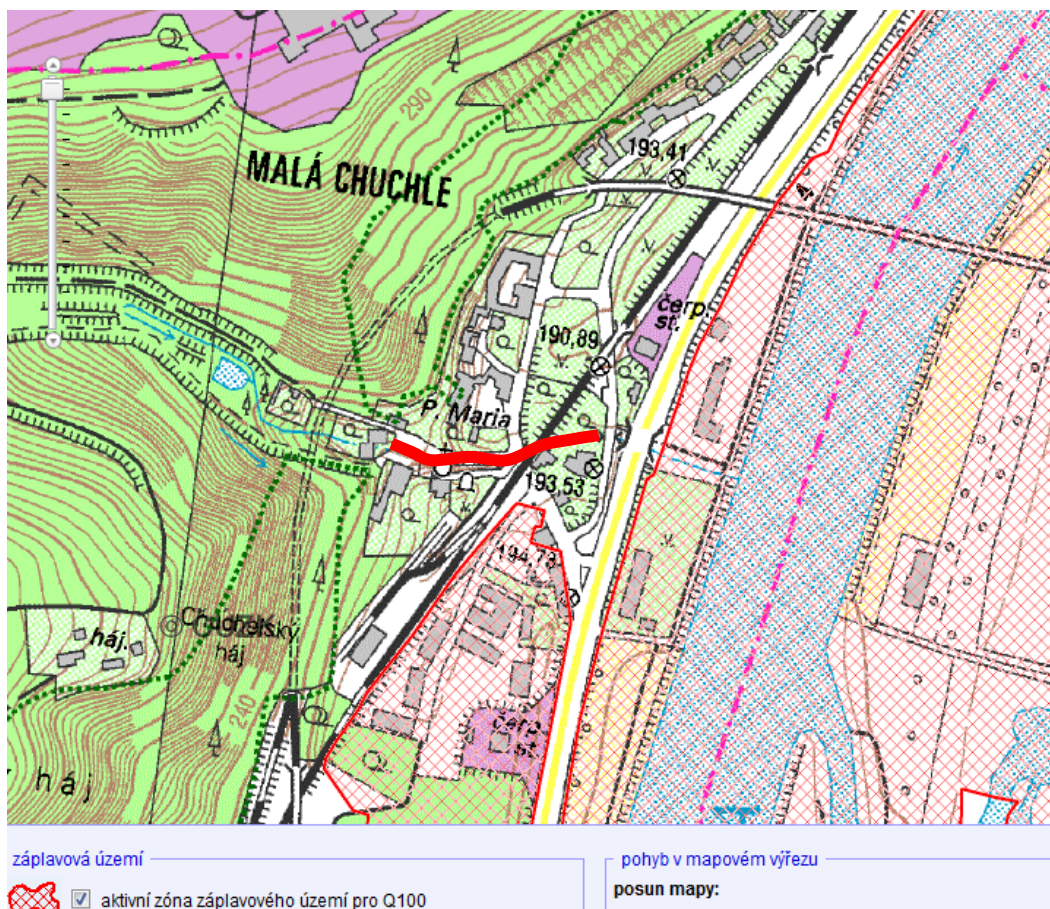 290
MALÁ CHUCHLE
193,41
4,
čerp.
st.
190,89
P. Maria
193,53
194,73
Chuchelský
háj
háj.
240
čerp.
st.
háj
záplavová území
pohyb v mapovém výřezu
aktivní zóna záplavového území pro Q100
posun mapy: